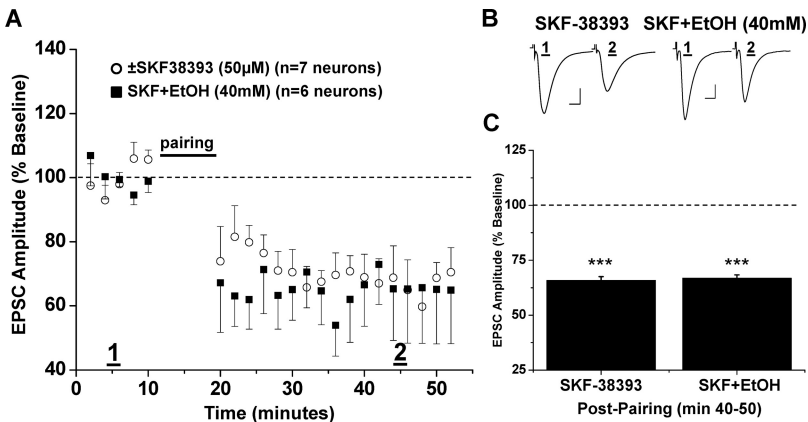 A
EPSC Amplitude (% Baseline)
140
120
100
80
60
40
±SKF38393 (50µM) (n=7 neurons)
SKF+EtOH (40mM) (n=6 neurons)
pairing
1
2
0
10
20
30
40
50
Time (minutes)
B
SKF-38393 SKF+EtOH (40mM)
1 2 1 2
C
EPSC Amplitude (% Baseline)
125
100
75
50
25
*** ***
SKF-38393 SKF+EtOH
Post-Pairing (min 40-50)